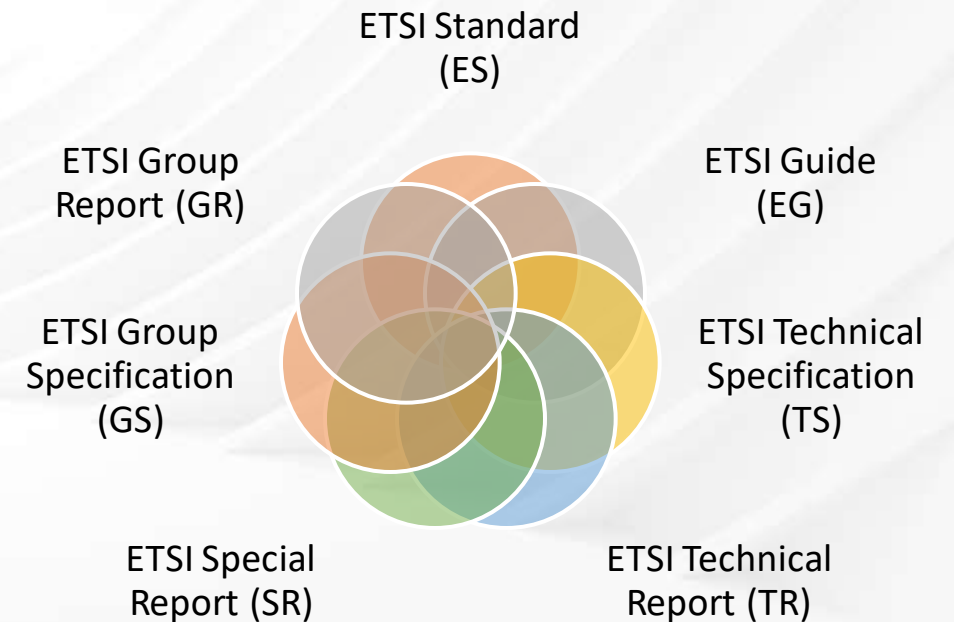 ETSI Standard
(ES)
ETSI Group
Report (GR)
ETSI Guide
(EG)
ETSI Group
Specification
(GS)
ETSI Technical
Specification
(TS)
ETSI Special
Report (SR)
ETSI Technical
Report (TR)